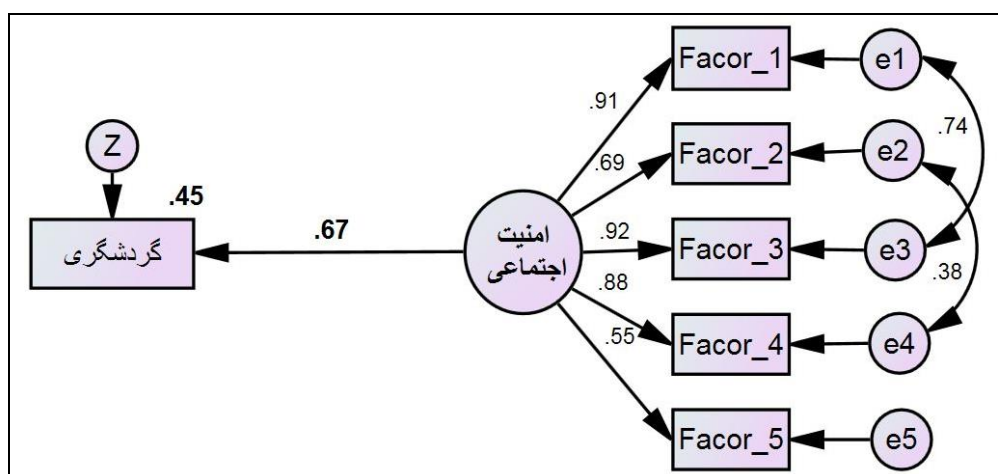 Facor_1
e1
.91
.74
Z
.69
Facor_2
e2
.45
گردشگری
.67
امنیت
اجتماعی
.92
Facor_3
e3
.88
.38
.55
Facor_4
e4
Facor_5
e5